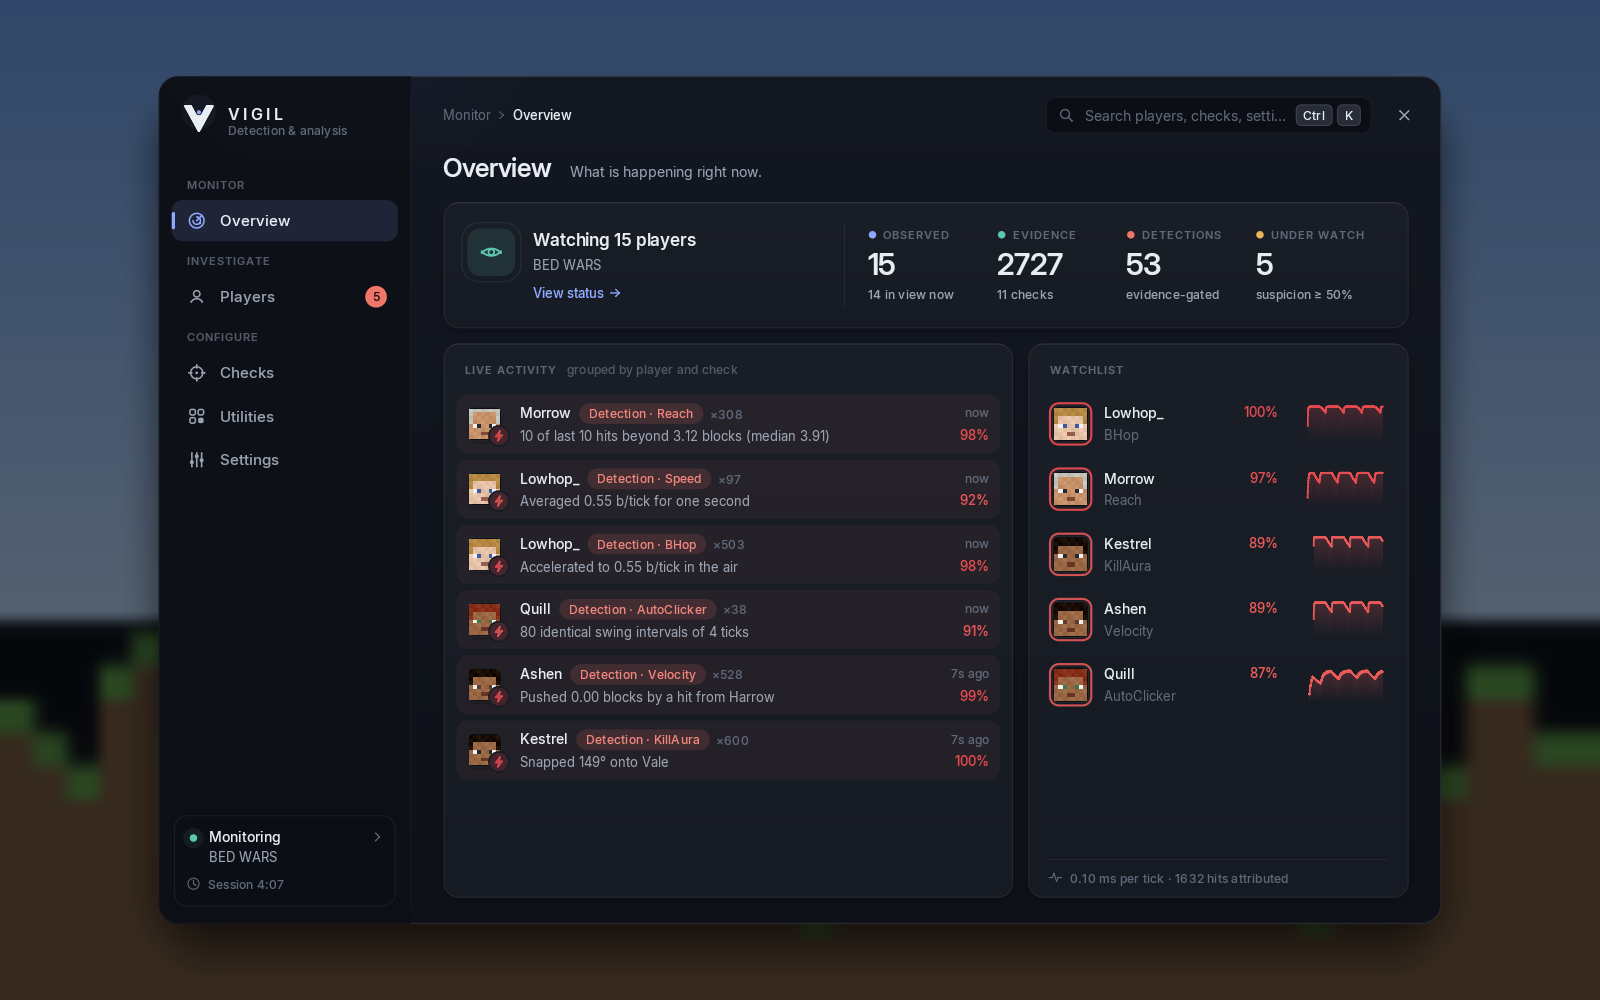 VIGIL
Detection & analysis
MONITOR
Overview
INVESTIGATE
Players 5
CONFIGURE
Checks
Utilities
Settings
Monitoring
BED WARS
Session 4:07
Monitor > Overview
Search players, checks, setti... Ctrl K
Overview What is happening right now.
Watching 15 players
BED WARS
View status →
OBSERVED
15
14 in view now
EVIDENCE
2727
11 checks
DETECTIONS
53
evidence-gated
UNDER WATCH
5
suspicion ≥ 50%
LIVE ACTIVITY grouped by player and check
Morrow Detection · Reach ×308 now
10 of last 10 hits beyond 3.12 blocks (median 3.91) 98%
Lowhop_ Detection · Speed ×97 now
Averaged 0.55 b/tick for one second 92%
Lowhop_ Detection · BHop ×503 now
Accelerated to 0.55 b/tick in the air 98%
Quill Detection · AutoClicker ×38 now
80 identical swing intervals of 4 ticks 91%
Ashen Detection · Velocity ×528 7s ago
Pushed 0.00 blocks by a hit from Harrow 99%
Kestrel Detection · KillAura ×600 7s ago
Snapped 149° onto Vale 100%
WATCHLIST
Lowhop_ 100%
BHop
Morrow 97%
Reach
Kestrel 89%
KillAura
Ashen 89%
Velocity
Quill 87%
AutoClicker
0.10 ms per tick · 1632 hits attributed